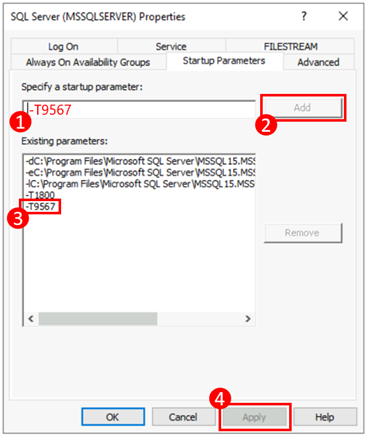 SQL Server (MSSQLSERVER) Properties
? ×
Log On Service FILESTREAM
Always On Availability Groups Startup Parameters Advanced
Specify a startup parameter:
-T9567 Add
1 2
Existing parameters:
-dC:\Program Files\Microsoft SQL Server\MSSQL15.MSS
-eC:\Program Files\Microsoft SQL Server\MSSQL15.MSS
-lC:\Program Files\Microsoft SQL Server\MSSQL15.MSS
-T1800
-T9567
3
Remove
4
OK Cancel Apply Help